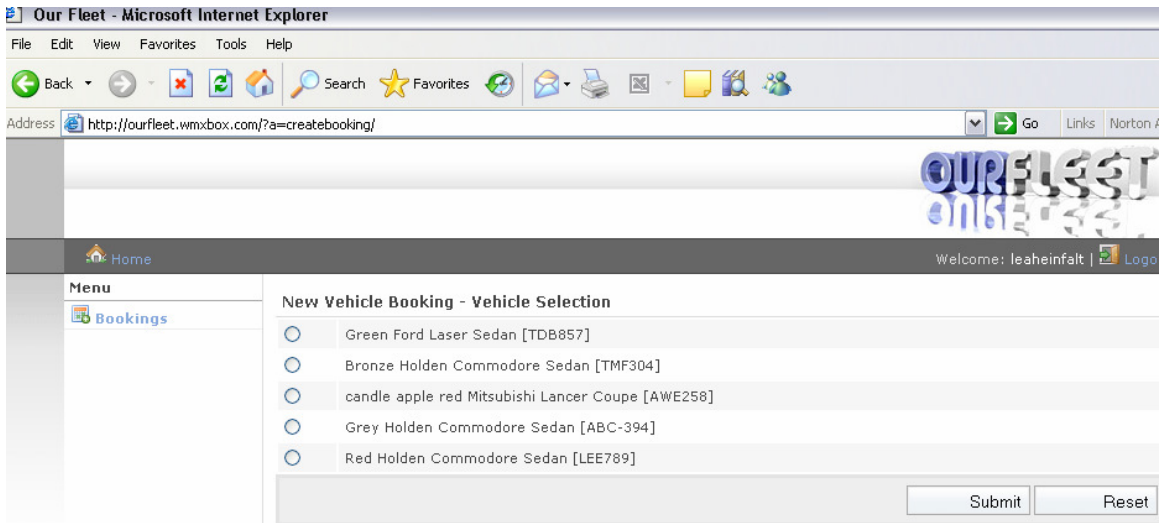 Our Fleet - Microsoft Internet Explorer
File Edit View Favorites Tools Help
Back Search Favorites
Address http://ourfleet.wmxbox.com/?a=createbooking/ Go Links Norton
OURFLEET
Home Welcome: leaheinfalt | Logo
Menu
Bookings
New Vehicle Booking - Vehicle Selection
Green Ford Laser Sedan [TDB857]
Bronze Holden Commodore Sedan [TMF304]
candle apple red Mitsubishi Lancer Coupe [AWE258]
Grey Holden Commodore Sedan [ABC-394]
Red Holden Commodore Sedan [LEE789]
Submit Reset